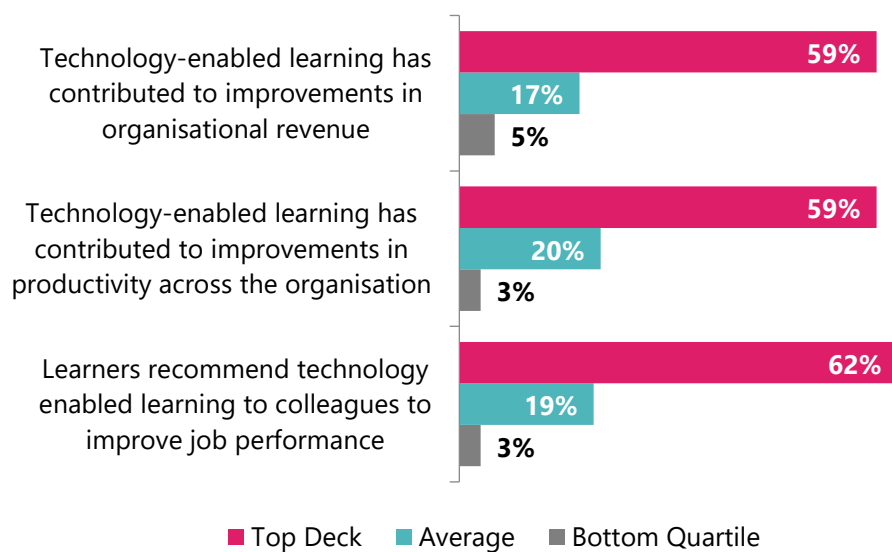 Technology-enabled learning has
contributed to improvements in
organisational revenue
59%
17%
5%
Technology-enabled learning has
contributed to improvements in
productivity across the organisation
59%
20%
3%
Learners recommend technology
enabled learning to colleagues to
improve job performance
62%
19%
3%
Top Deck Average Bottom Quartile